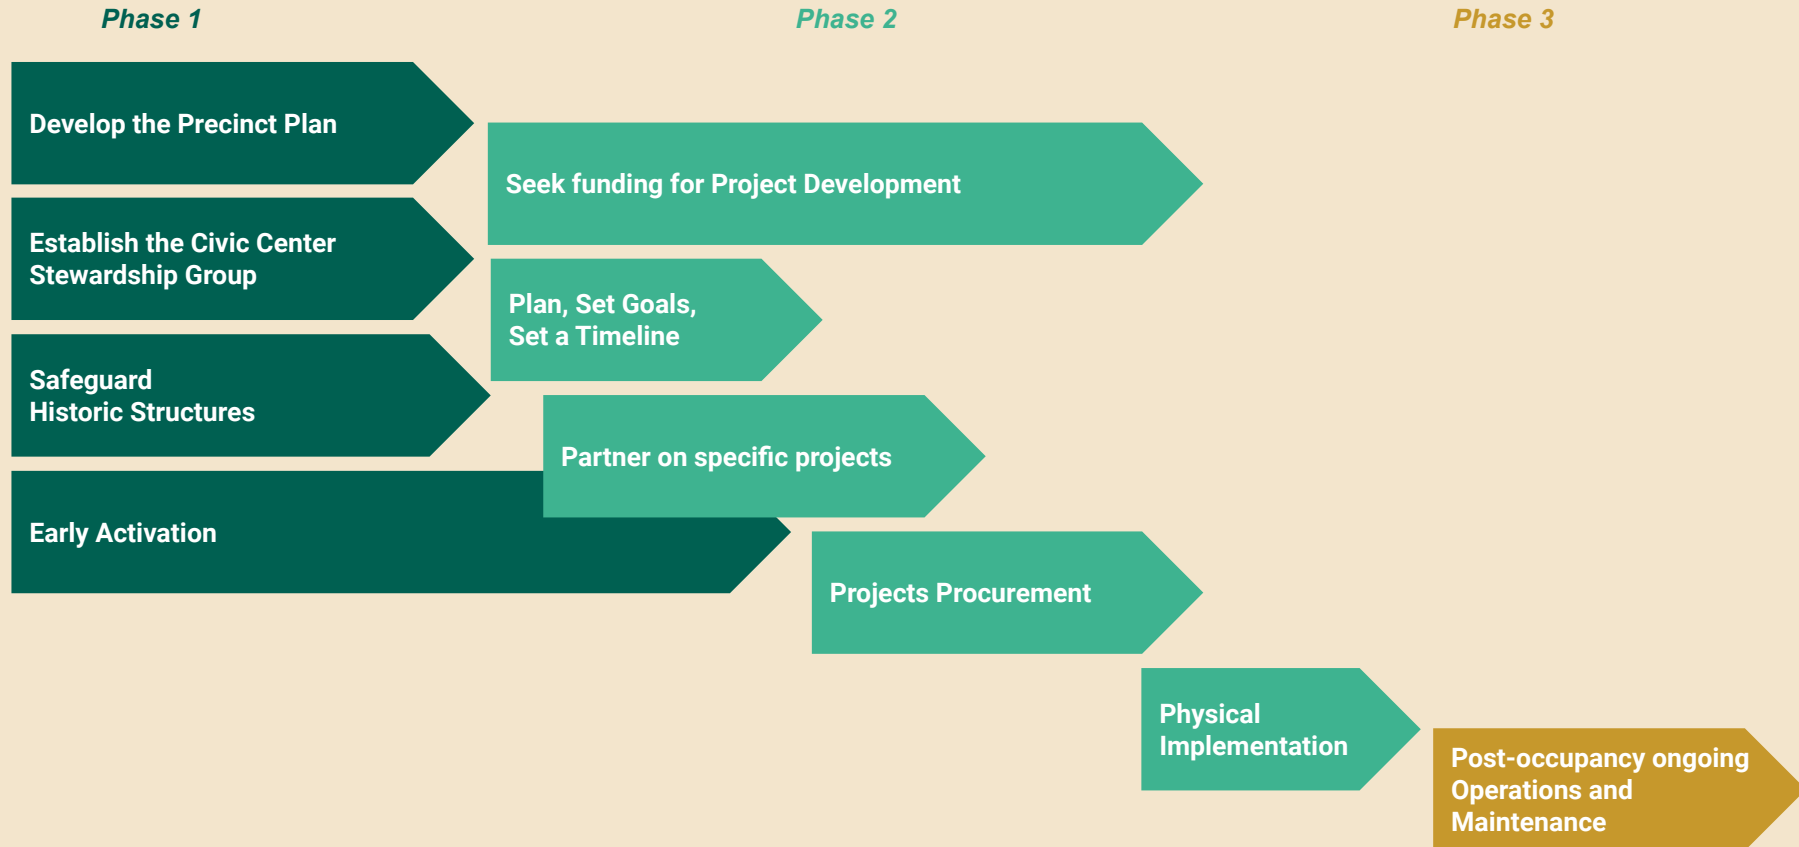 Phase 1
Phase 2
Phase 3
Develop the Precinct Plan
Establish the Civic Center
Stewardship Group
Safeguard
Historic Structures
Early Activation
Seek funding for Project Development
Plan, Set Goals,
Set a Timeline
Partner on specific projects
Projects Procurement
Physical
Implementation
Post-occupancy ongoing
Operations and
Maintenance